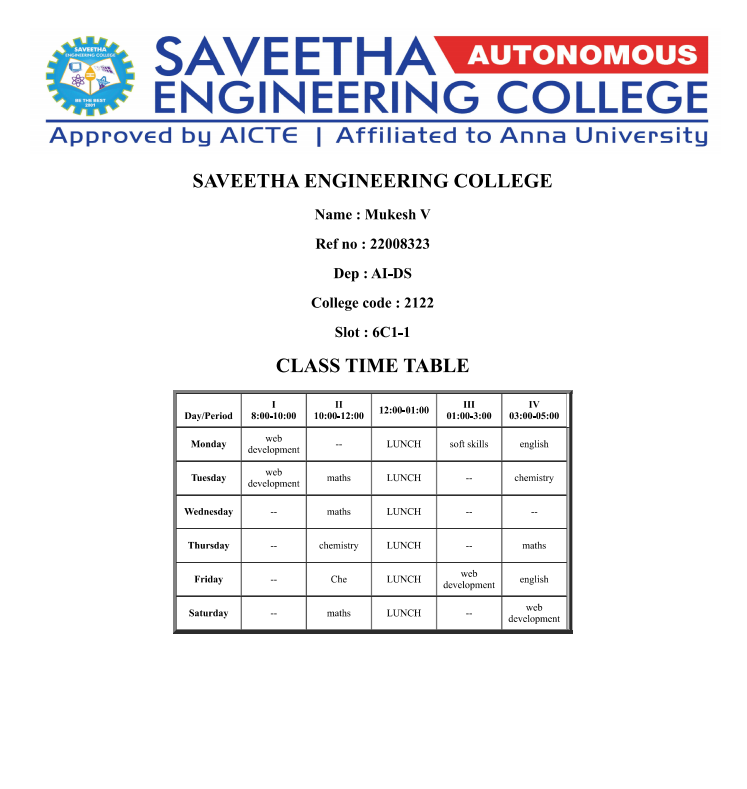 SAVEETHA
ENGINEERING COLLEGE
BE THE BEST
2001
SAVEETHA AUTONOMOUS
ENGINEERING COLLEGE
Approved by AICTE | Affiliated to Anna University
SAVEETHA ENGINEERING COLLEGE
Name : Mukesh V
Ref no : 22008323
Dep : AI-DS
College code : 2122
Slot : 6C1-1
CLASS TIME TABLE
Day/Period I 8:00-10:00 II 10:00-12:00 12:00-01:00 III 01:00-3:00 IV 03:00-05:00
Monday web development -- LUNCH soft skills english
Tuesday web development maths LUNCH -- chemistry
Wednesday -- maths LUNCH -- --
Thursday -- chemistry LUNCH -- maths
Friday -- Che LUNCH web development english
Saturday -- maths LUNCH -- web development